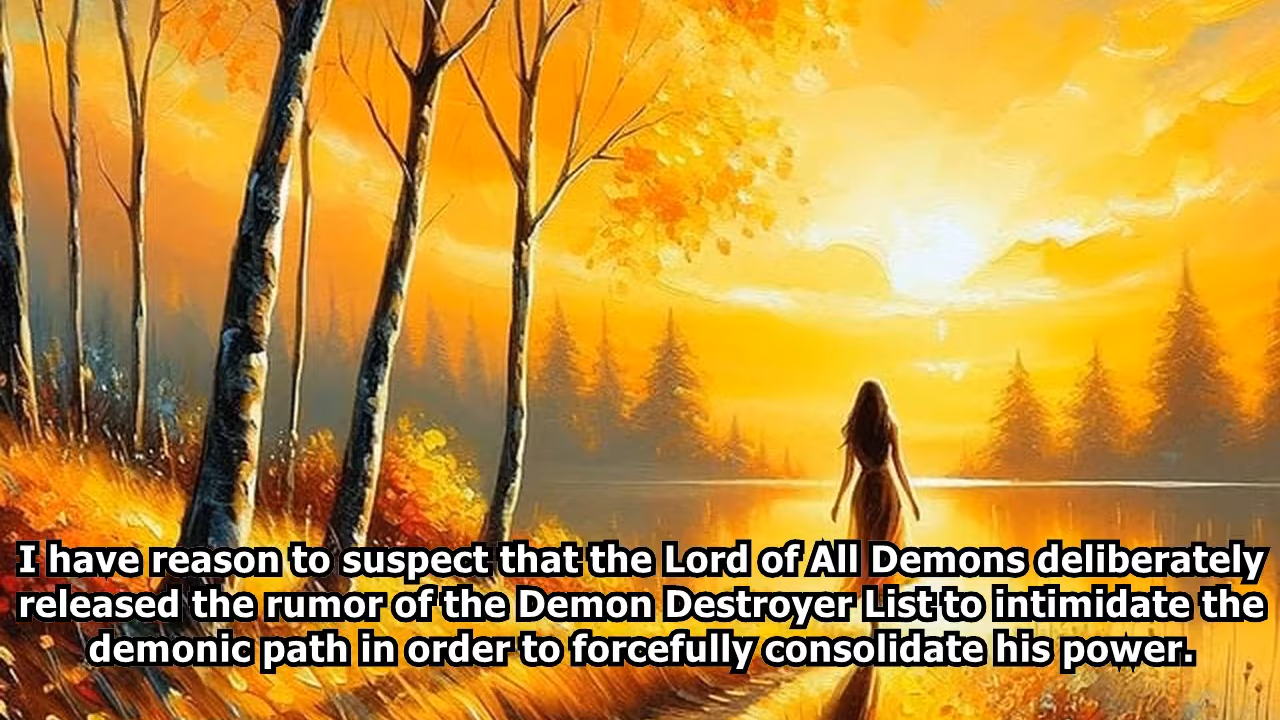 I have reason to suspect that the Lord of All Demons deliberately
released the rumor of the Demon Destroyer List to intimidate the
demonic path in order to forcefully consolidate his power.